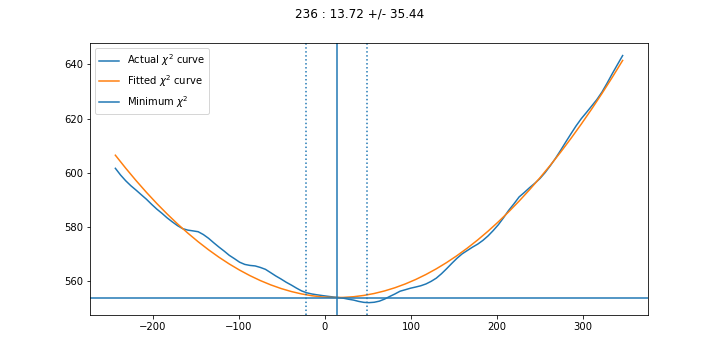 236 : 13.72 +/- 35.44
Actual χ² curve
Fitted χ² curve
Minimum χ²
640
620
600
580
560
−200 −100 0 100 200 300